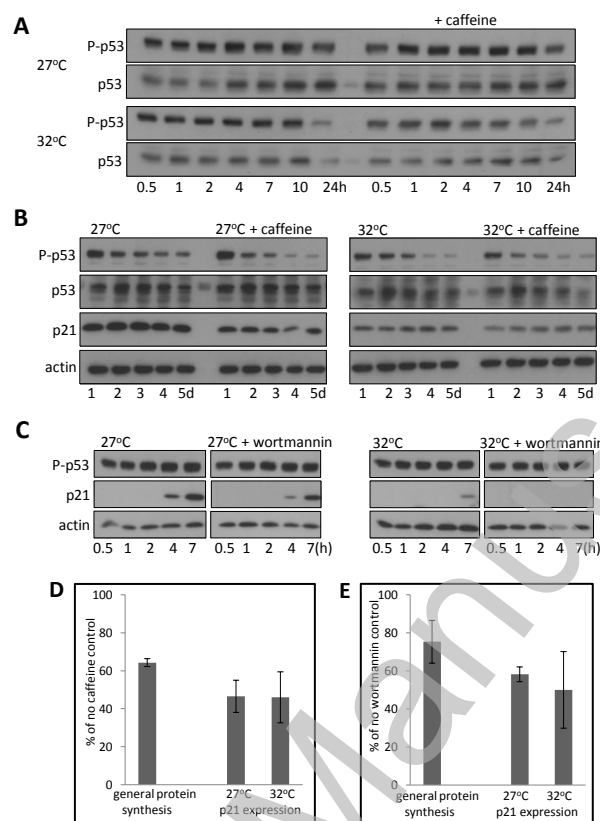 A
+ caffeine
27°C
P-p53
p53
32°C
P-p53
p53
0.5 1 2 4 7 10 24h 0.5 1 2 4 7 10 24h
B
27°C 27°C + caffeine 32°C 32°C + caffeine
P-p53
p53
p21
actin
1 2 3 4 5d 1 2 3 4 5d 1 2 3 4 5d 1 2 3 4 5d
C
27°C 27°C + wortmannin 32°C 32°C + wortmannin
P-p53
p21
actin
0.5 1 2 4 7 0.5 1 2 4 7(h) 0.5 1 2 4 7 0.5 1 2 4 7(h)
D
% of no caffeine control
100
80
60
40
20
0
general protein synthesis
27°C 32°C
p21 expression
E
% of no wortmannin control
100
80
60
40
20
0
general protein synthesis
27°C 32°C
p21 expression
Manus